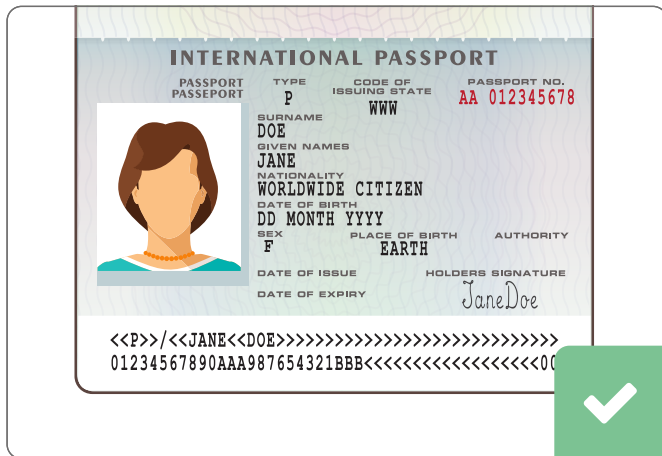 INTERNATIONAL PASSPORT
PASSPORT
PASSEPORT
TYPE
P
CODE OF
ISSUING STATE
WWW
PASSPORT NO.
AA 012345678
SURNAME
DOE
GIVEN NAMES
JANE
NATIONALITY
WORLDWIDE CITIZEN
DATE OF BIRTH
DD MONTH YYYY
SEX
F
PLACE OF BIRTH
EARTH
AUTHORITY
DATE OF ISSUE
HOLDERS SIGNATURE
DATE OF EXPIRY
JaneDoe
<<P>>/<<JANE<<DOE>>>>>>>>>>>>>>>>>>>>>>>>>>>>
01234567890AAA987654321BBB<<<<<<<<<<<<<<<<<<00